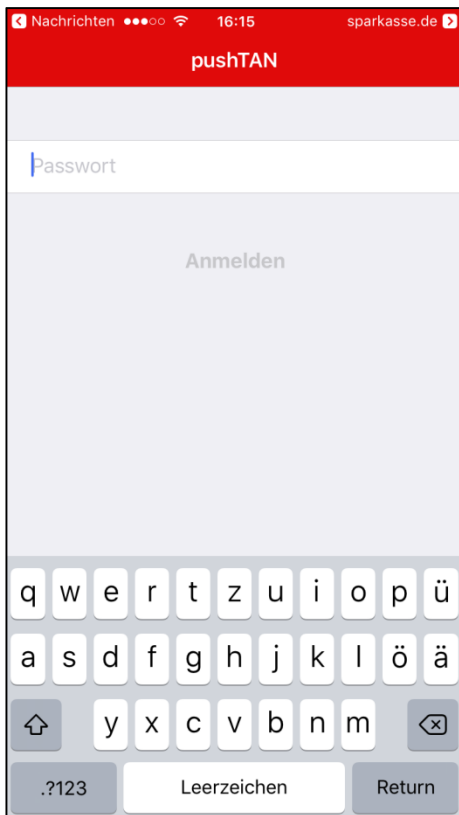 Nachrichten 16:15 sparkasse.de
pushTAN
Passwort
Anmelden
q w e r t z u i o p ü
a s d f g h j k l ö ä
y x c v b n m
.?123 Leerzeichen Return